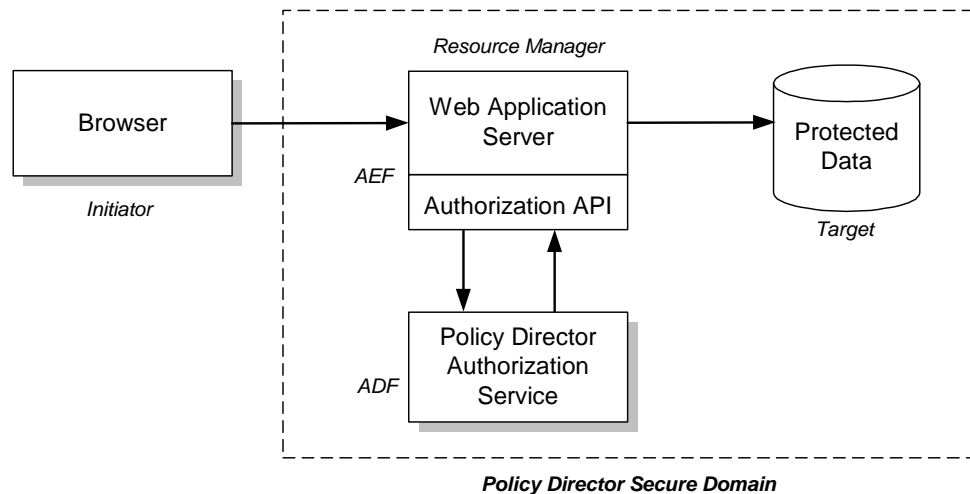 Resource Manager
Browser
Web Application
Server
Protected
Data
AEF
Initiator
Authorization API
Target
Policy Director
Authorization
Service
ADF
Policy Director Secure Domain